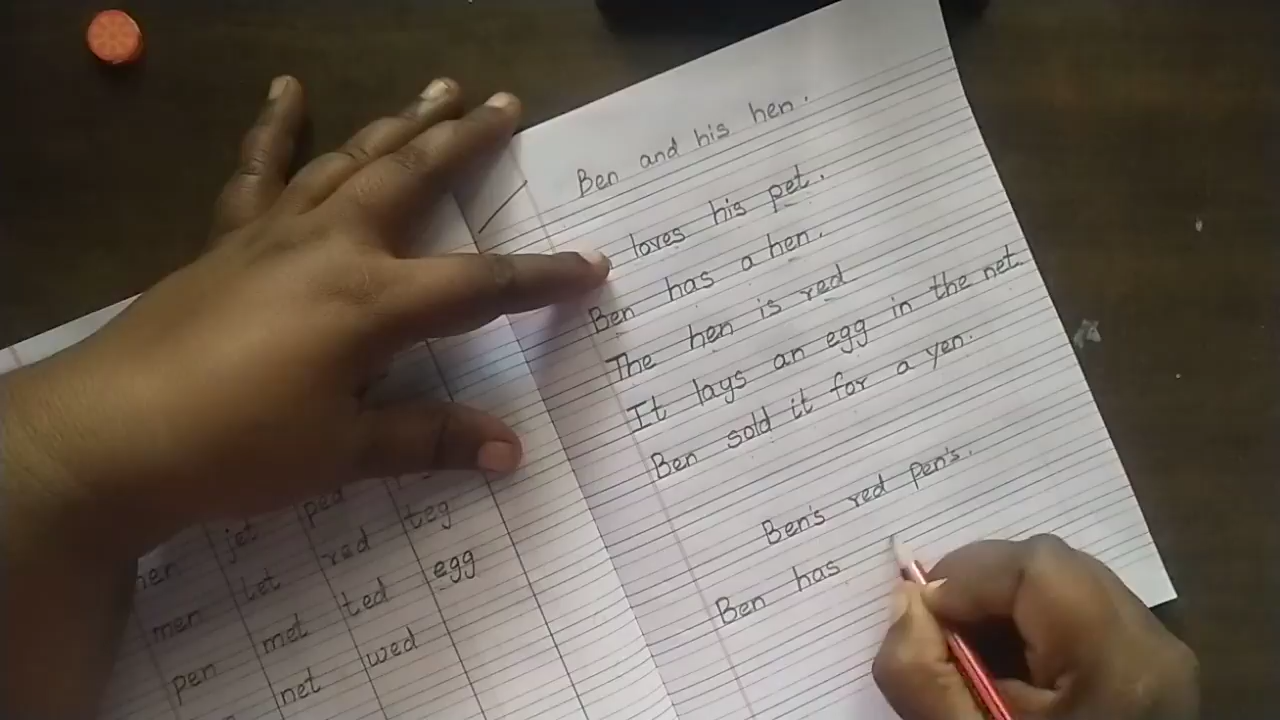 Ben and his hen.
loves his pet.
Ben has a hen.
The hen is red
It lays an egg in the net.
Ben sold it for a yen.
Ben's red pen's.
Ben has
jet ped
men let red teg
pen met ted egg
net wed